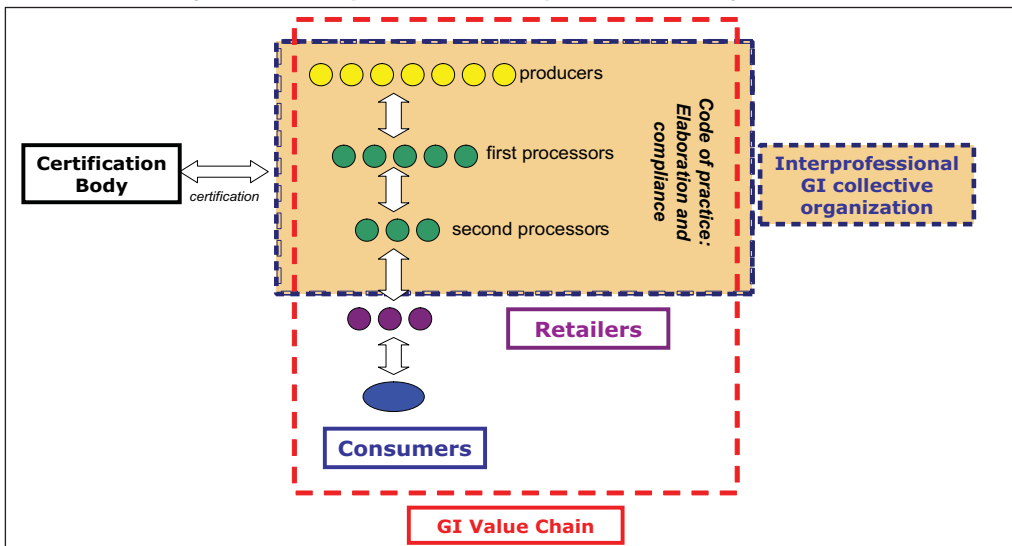 producers
first processors
second processors
Code of practice:
Elaboration and
compliance
Certification
Body
certification
Interprofessional
GI collective
organization
Retailers
Consumers
GI Value Chain